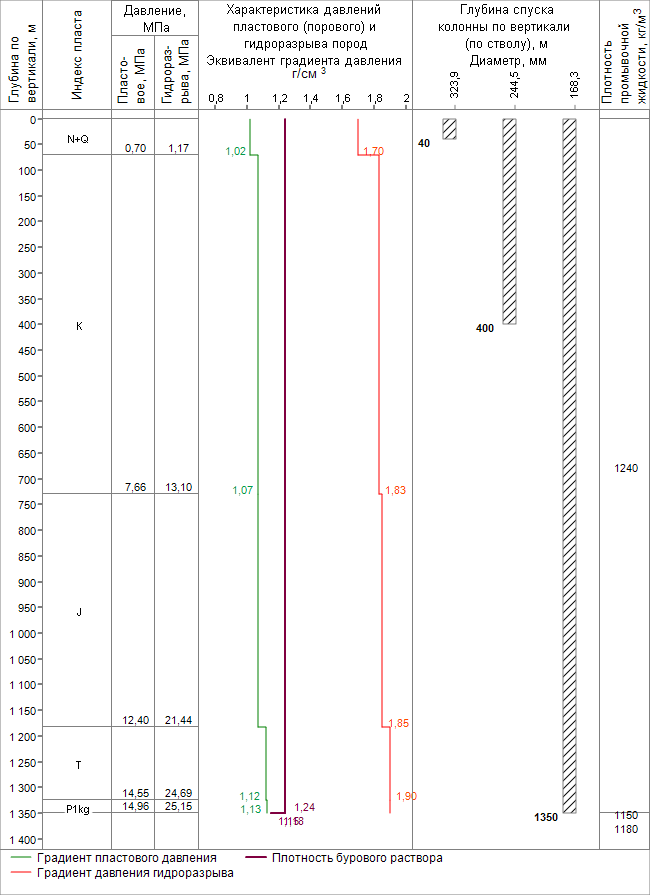 Глубина по
вертикали, м
Индекс пласта
Давление,
МПа
Пласто-
вое, МПа
Гидрораз-
рыва, МПа
Характеристика давлений
пластового (порового) и
гидроразрыва пород
Эквивалент градиента давления
г/см 3
0,8 1 1,2 1,4 1,6 1,8 2
Глубина спуска
колонны по вертикали
(по стволу), м
Диаметр, мм
323,9 244,5 168,3
Плотность
промывочной
жидкости, кг/м3
0
N+Q
50 0,70 1,17 1,02 1,70 40
100
150
200
250
300
350
K
400 400
450
500
550
600
650
1240
700 7,66 13,10 1,07 1,83
750
800
850
900
950
J
1 000
1 050
1 100
1 150 12,40 21,44 1,85
1 200
1 250
T
1 300 14,55 24,69 1,12 1,90
P1kg 14,96 25,15 1,13 1,24
1 350 1350 1150
1180
1 400
Градиент пластового давления
Плотность бурового раствора
Градиент давления гидроразрыва